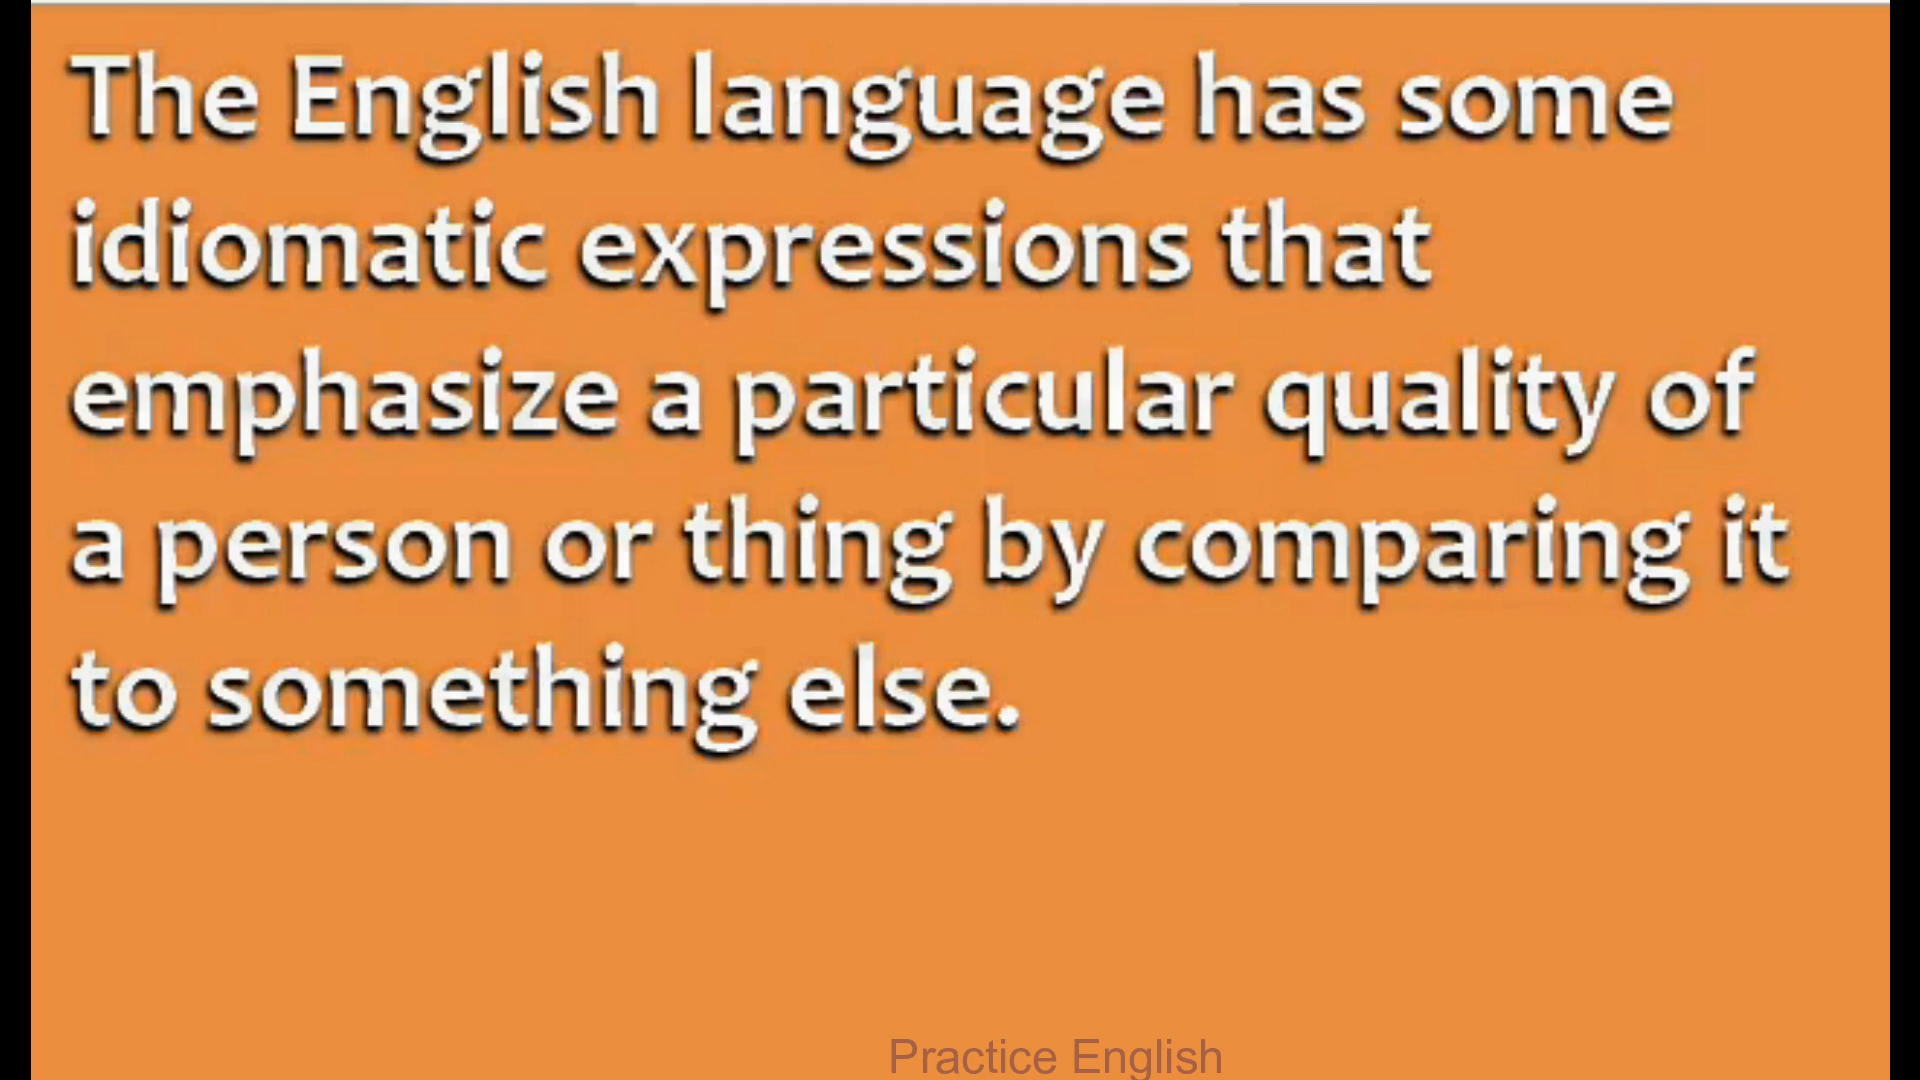 The English language has some
idiomatic expressions that
emphasize a particular quality of
a person or thing by comparing it
to something else.
Practice English